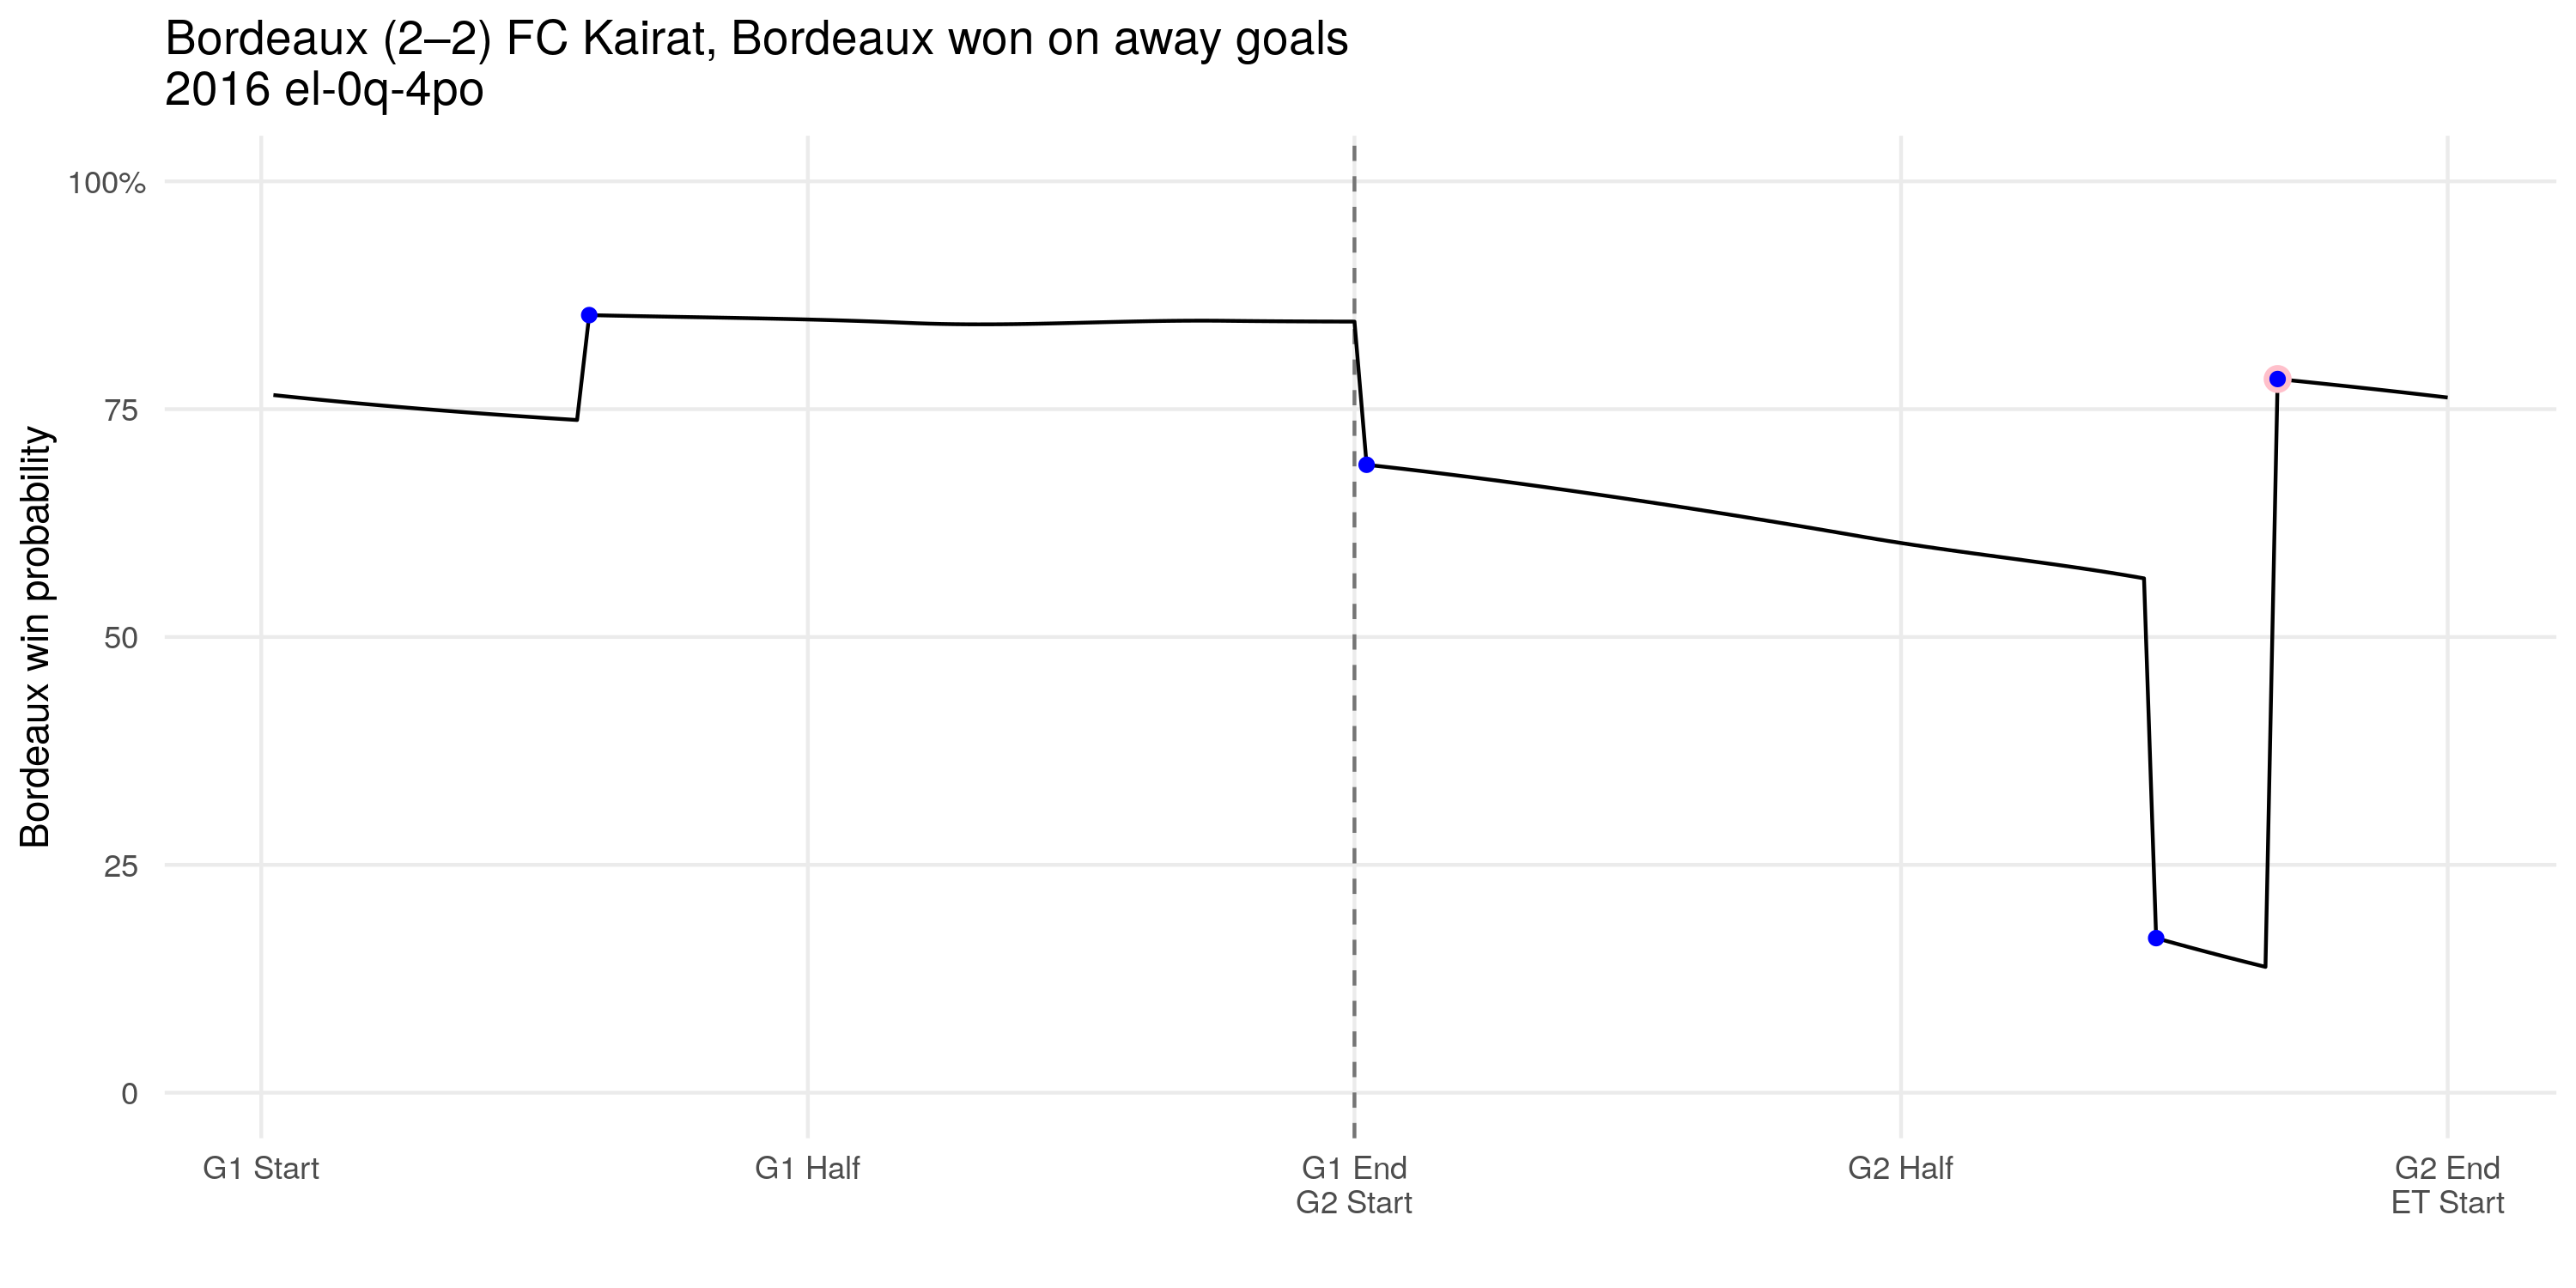 Bordeaux (2–2) FC Kairat, Bordeaux won on away goals
2016 el-0q-4po
Bordeaux win probability
100%
75
50
25
0
G1 Start
G1 Half
G1 End
G2 Start
G2 Half
G2 End
ET Start